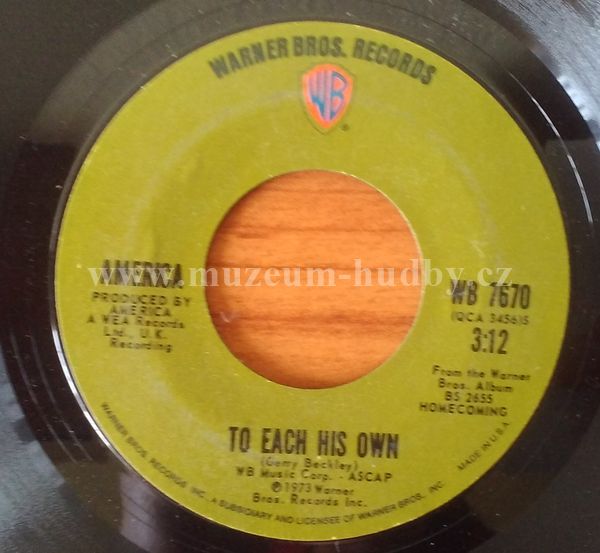 WARNER BROS. RECORDS
WB
®
AMERICA
PRODUCED BY
AMERICA
A WEA Records
Ltd., U.K.
Recording
www.muzeum-hudby.cz
WB 7670
(QCA 3456)S
3:12
From the Warner
Bros. Album
BS 2655
HOMECOMING
TO EACH HIS OWN
(Gerry Beckley)
WB Music Corp. - ASCAP
©1973 Warner
Bros. Records Inc.
WARNER BROS. RECORDS INC., A SUBSIDIARY AND LICENSEE OF WARNER BROS. INC.
MADE IN U.S.A.